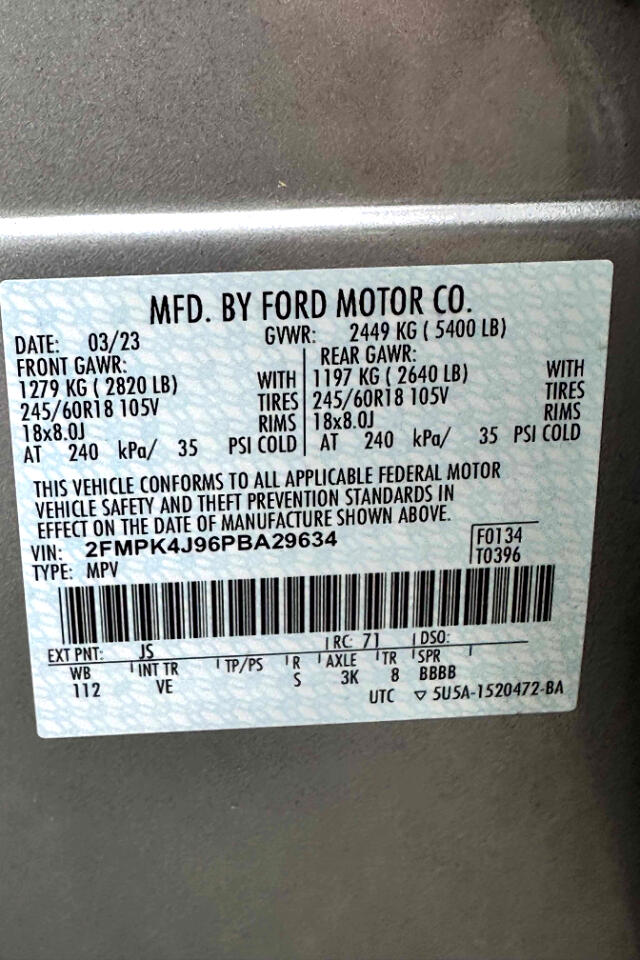 MFD. BY FORD MOTOR CO.
DATE: 03/23 GVWR: 2449 KG ( 5400 LB)
FRONT GAWR: REAR GAWR:
1279 KG ( 2820 LB) WITH 1197 KG ( 2640 LB) WITH
245/60R18 105V TIRES 245/60R18 105V TIRES
18x8.0J RIMS 18x8.0J RIMS
AT 240 kPa/ 35 PSI COLD AT 240 kPa/ 35 PSI COLD
THIS VEHICLE CONFORMS TO ALL APPLICABLE FEDERAL MOTOR
VEHICLE SAFETY AND THEFT PREVENTION STANDARDS IN
EFFECT ON THE DATE OF MANUFACTURE SHOWN ABOVE.
VIN: 2FMPK4J96PBA29634 F0134
TYPE: MPV T0396
EXT PNT: JS RC: 71 DSO:
WB INT TR TP/PS R AXLE TR SPR
112 VE S 3K 8 BBBB
UTC ▽ 5U5A-1520472-BA